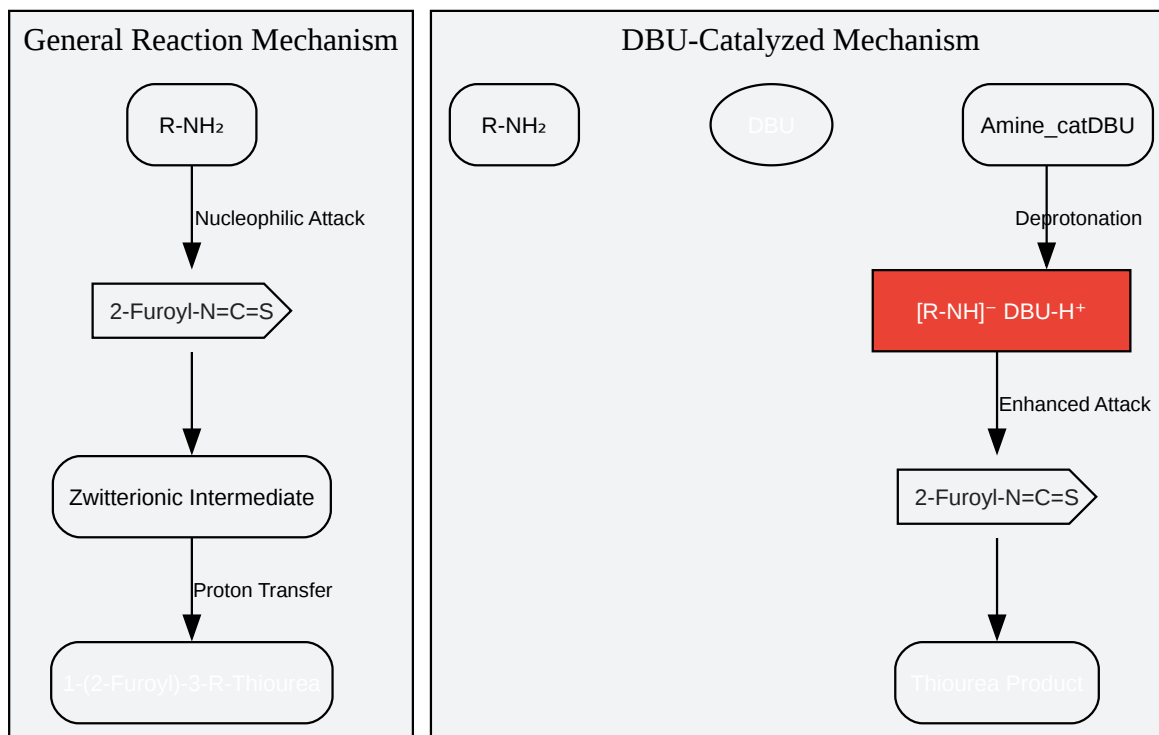 General Reaction Mechanism
R-NH₂
Nucleophilic Attack
2-Furoyl-N=C=S
Zwitterionic Intermediate
Proton Transfer
1-(2-Furoyl)-3-R-Thiourea
DBU-Catalyzed Mechanism
R-NH₂
DBU
Amine_catDBU
Deprotonation
[R-NH]⁻ DBU-H⁺
Enhanced Attack
2-Furoyl-N=C=S
Thiourea Product